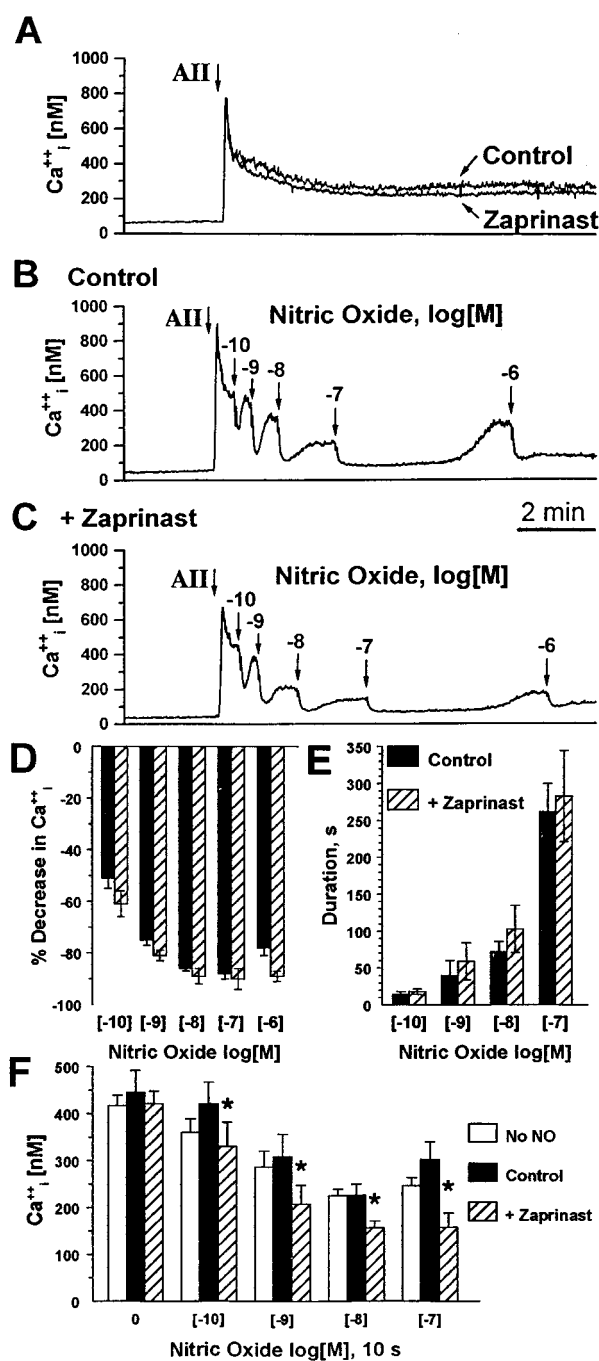 A
1000
800
600
400
200
0
Ca++i [nM]
AII
Control
Zaprinast
B Control
1000
800
600
400
200
0
Ca++i [nM]
AII
Nitric Oxide, log[M]
-10
-9
-8
-7
-6
C + Zaprinast
2 min
1000
800
600
400
200
0
Ca++i [nM]
AII
Nitric Oxide, log[M]
-10
-9
-8
-7
-6
D
0
-20
-40
-60
-80
-100
% Decrease in Ca++i
[-10] [-9] [-8] [-7] [-6]
Nitric Oxide log[M]
E
350
300
250
200
150
100
50
0
Duration, s
Control
+ Zaprinast
[-10] [-9] [-8] [-7]
Nitric Oxide log[M]
F
500
400
300
200
100
0
Ca++i [nM]
* * * *
No NO
Control
+ Zaprinast
0 [-10] [-9] [-8] [-7]
Nitric Oxide log[M], 10 s